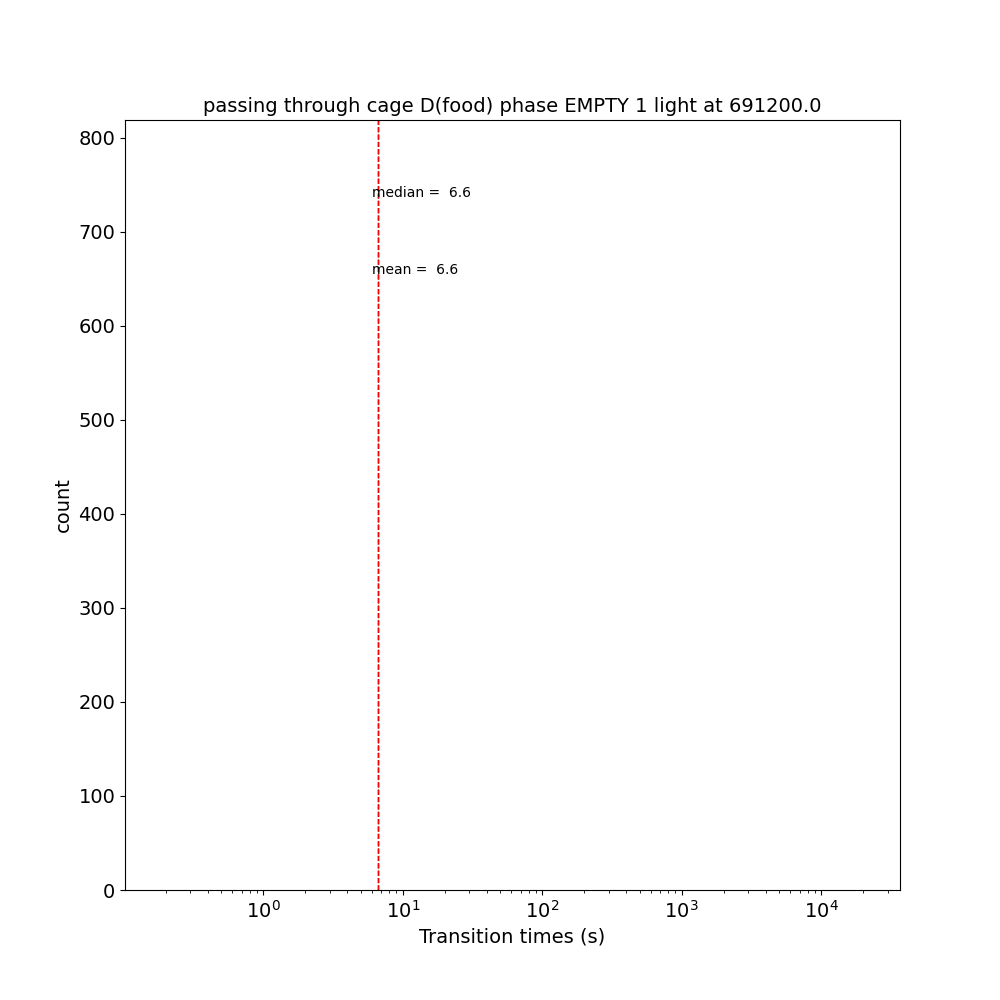 passing through cage D(food) phase EMPTY 1 light at 691200.0
800
median =  6.6
700
mean =  6.6
600
500
count
400
300
200
100
0
10^0 10^1 10^2 10^3 10^4
Transition times (s)